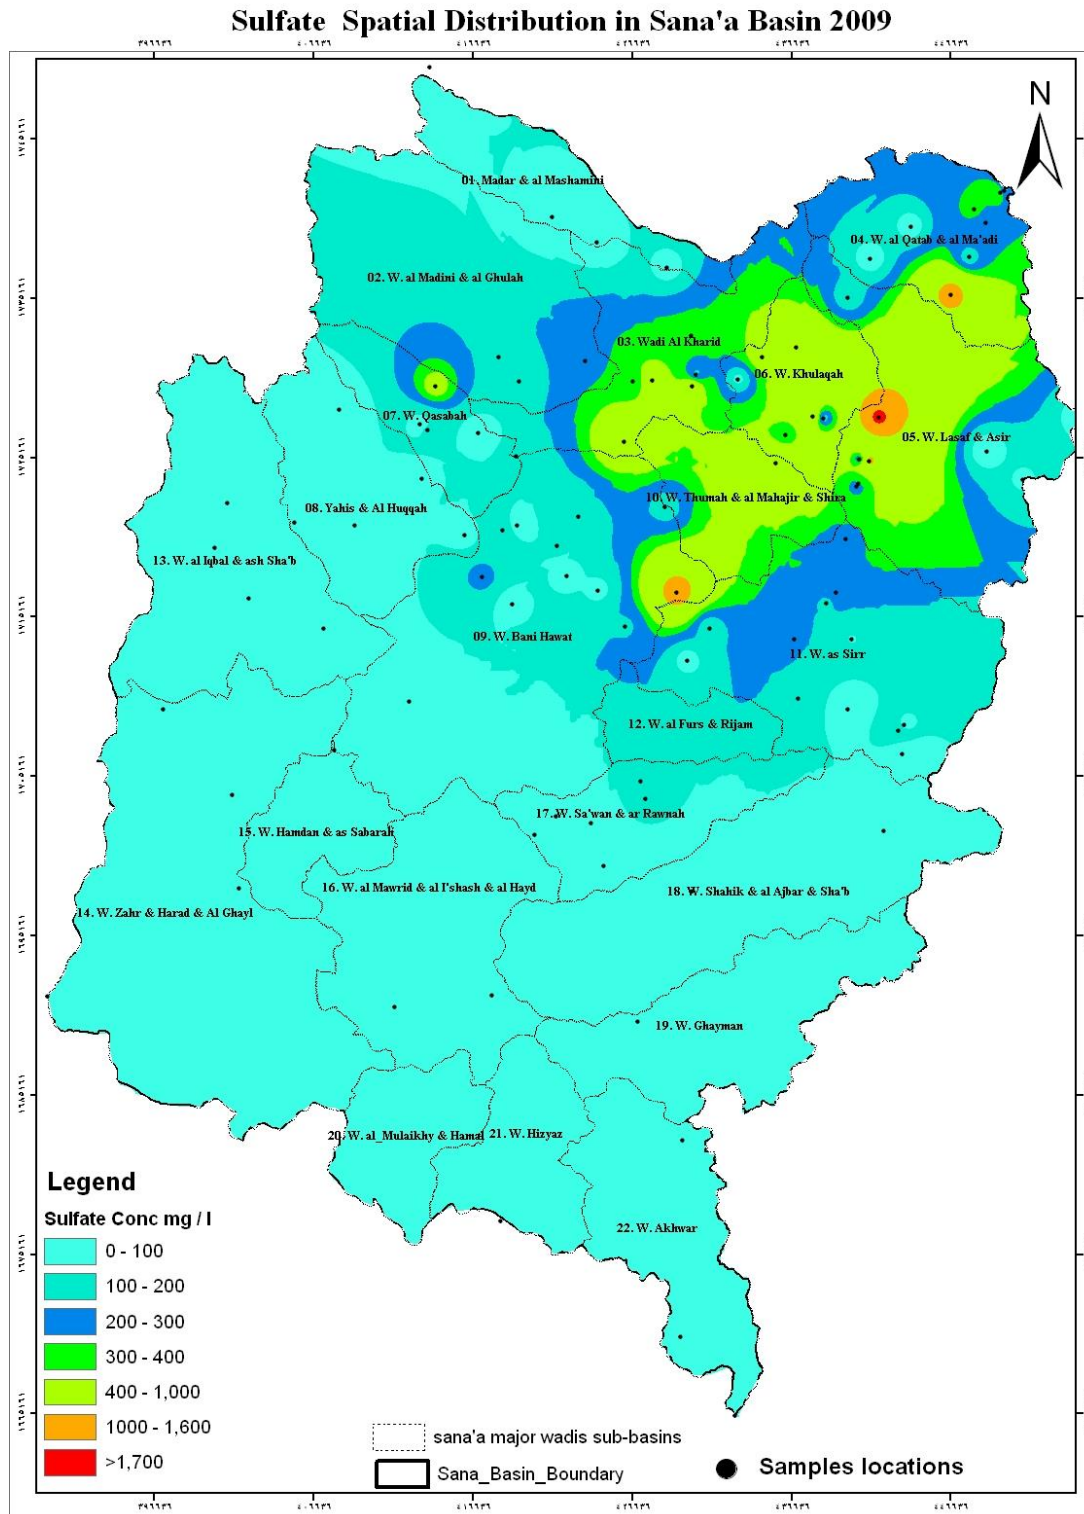 Sulfate Spatial Distribution in Sana'a Basin 2009
N
01. Madar & al Mashamini
04. W. al Qatab & al Ma'adi
02. W. al Madini & al Ghulah
03. Wadi Al Kharid
06. W. Khulaqah
07. W. Qasabah
05. W. Lasaf & Asir
10. W. Thumah & al Mahajir & Shira
08. Yahis & Al Huqqah
13. W. al Iqbal & ash Sha'b
09. W. Bani Hawat
11. W. as Sirr
12. W. al Furs & Rijam
17. W. Sa'wan & ar Rawnah
15. W. Hamdan & as Sabarah
16. W. al Mawrid & al I'shash & al Hayd
18. W. Shahik & al Ajbar & Sha'b
14. W. Zahr & Harad & Al Ghayl
19. W. Ghayman
20. W. al_Mulaikhy & Hamal
21. W. Hizyaz
22. W. Akhwar
Legend
Sulfate Conc mg / l
0 - 100
100 - 200
200 - 300
300 - 400
400 - 1,000
1000 - 1,600
>1,700
sana'a major wadis sub-basins
Sana_Basin_Boundary
Samples locations